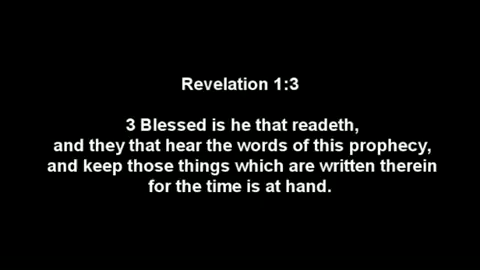 Revelation 1:3
3 Blessed is he that readeth,
and they that hear the words of this prophecy,
and keep those things which are written therein
for the time is at hand.